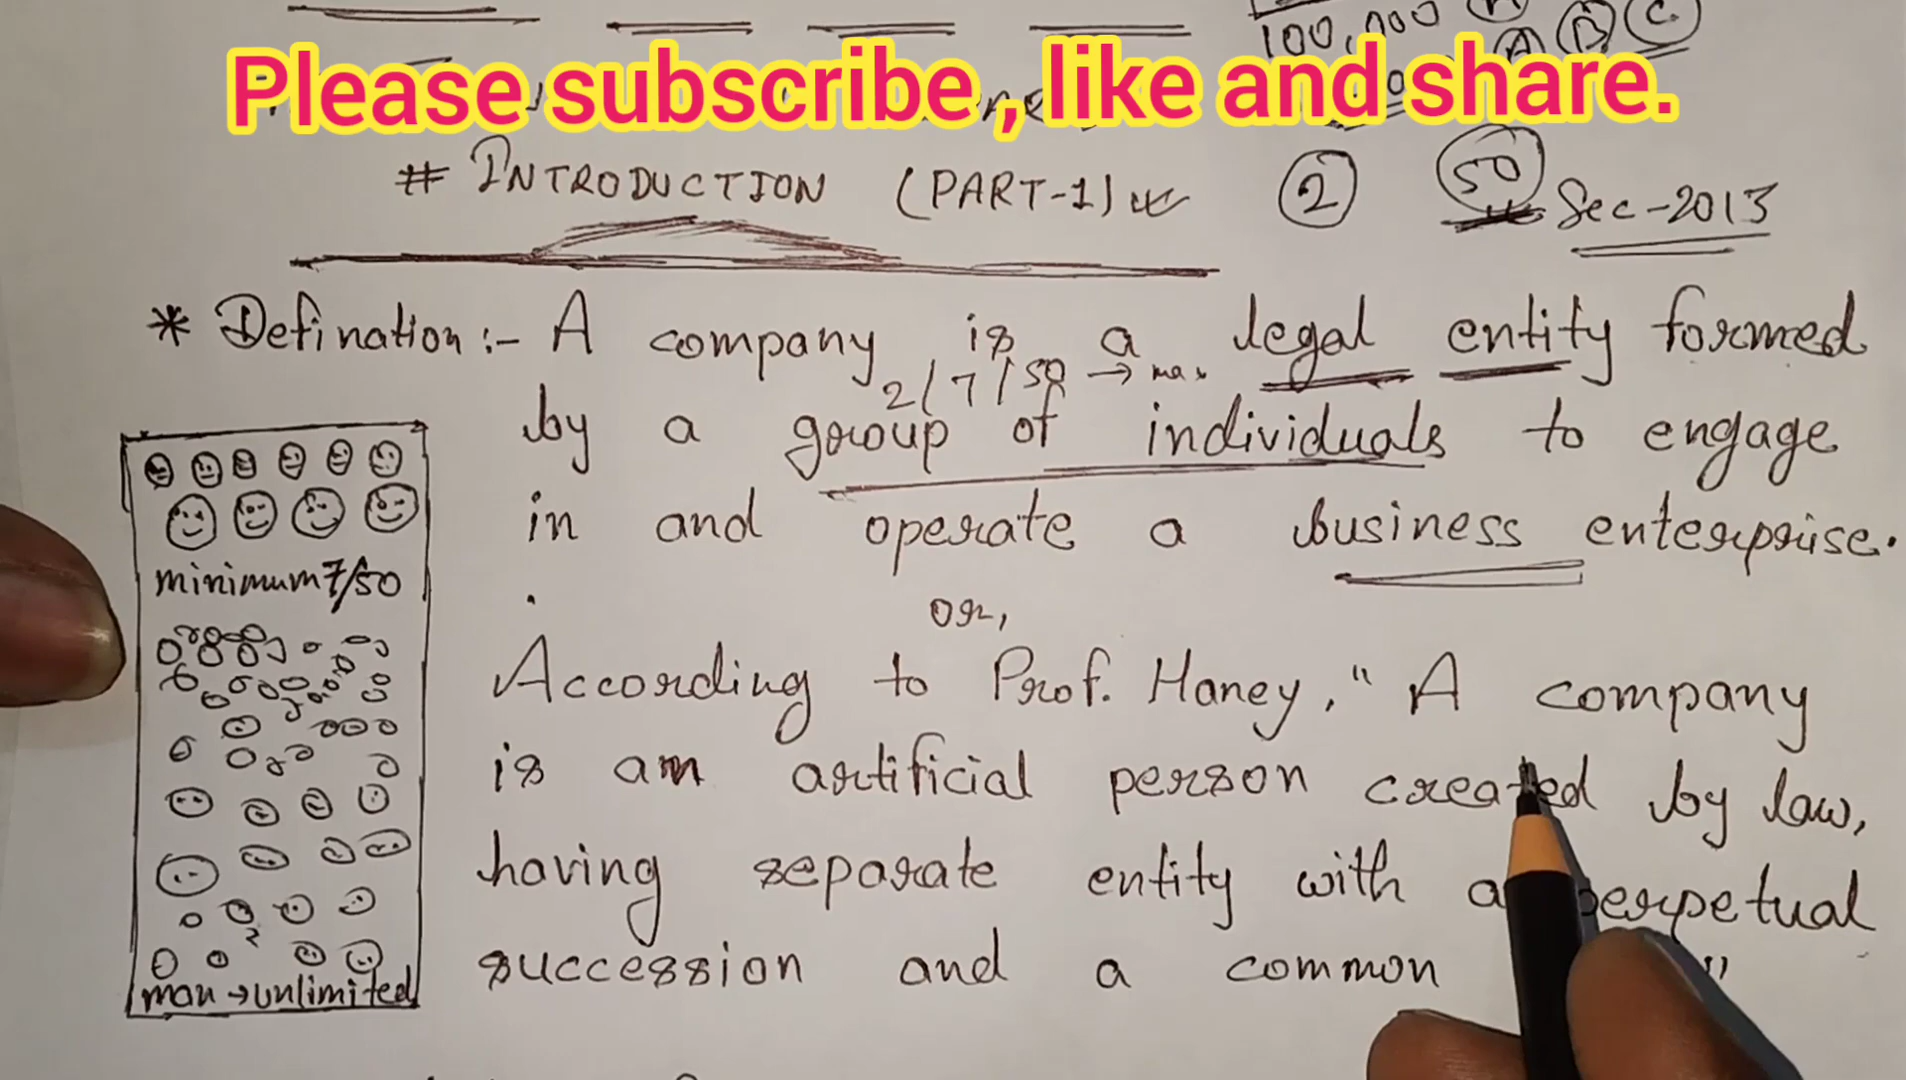 100,000 A
A B C
Please subscribe, like and share.
# INTRODUCTION (PART-1) 2 50 Sec-2013
* Defination :- A company is a legal entity formed
2/7/50 → max
by a group of individuals to engage
in and operate a business enterprise.
or,
According to Prof. Haney, "A company
is an artificial person created by law,
having separate entity with a perpetual
succession and a common "
minimum 7/50
max → unlimited